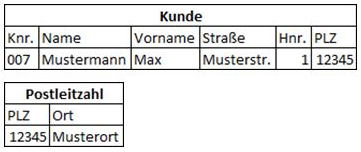 Kunde
Knr. Name Vorname Straße Hnr. PLZ
007 Mustermann Max Musterstr. 1 12345
Postleitzahl
PLZ Ort
12345 Musterort